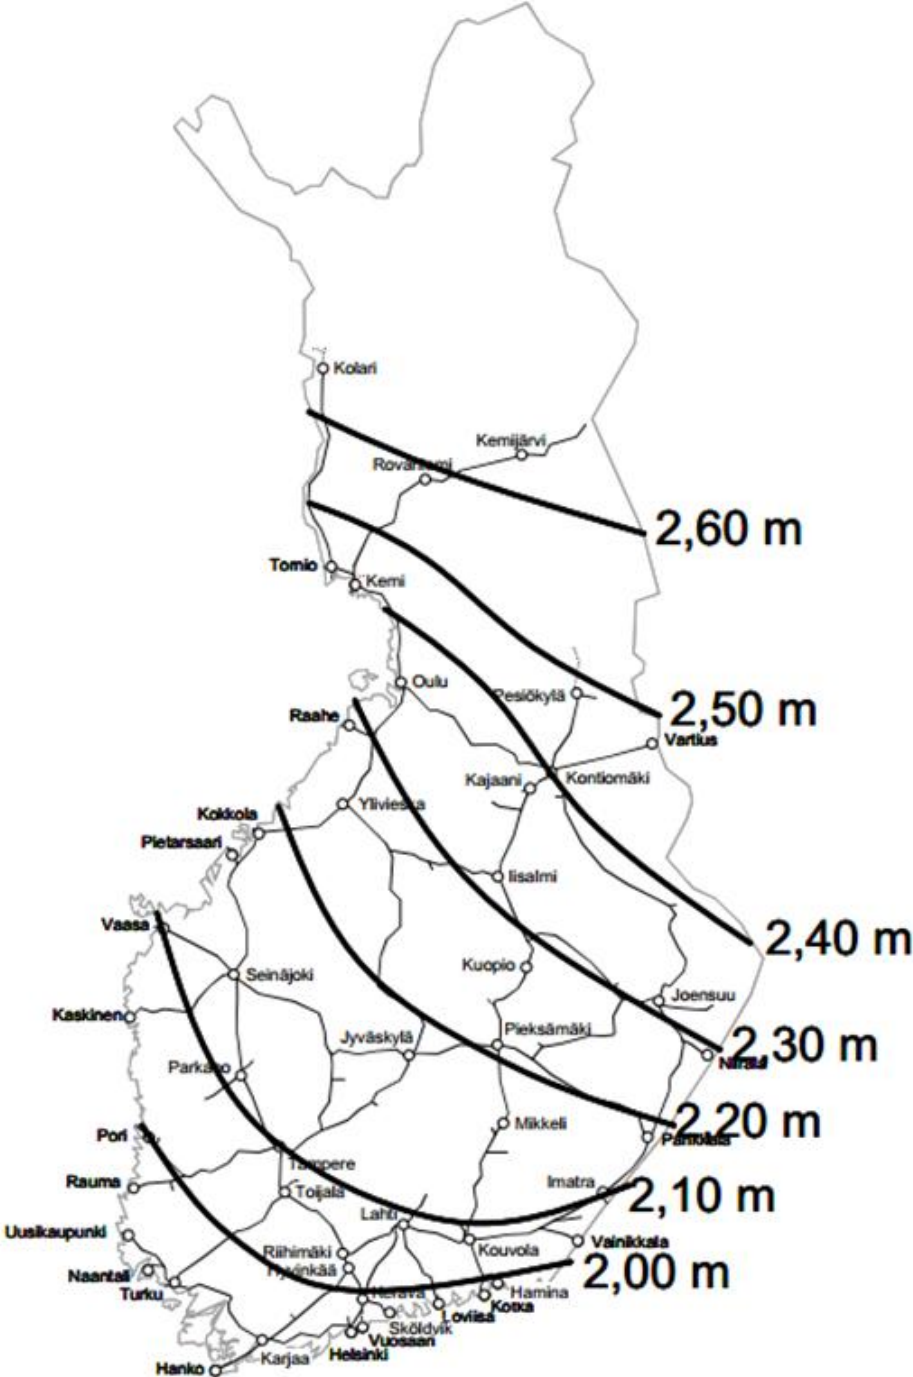 Kolari
Kemijärvi
Rovaniemi
2,60 m
Tornio
Kemi
Oulu
Pesiökylä
2,50 m
Raahe
Vartius
Kajaani
Kontiomäki
Ylivieska
Kokkola
Pietarsaari
Iisalmi
Vaasa
2,40 m
Kuopio
Seinäjoki
Joensuu
Kaskinen
Pieksämäki
Jyväskylä
2,30 m
Niirala
Parkano
2,20 m
Mikkeli
Pori
Parikkala
Tampere
Rauma
Imatra
Toijala
2,10 m
Lahti
Uusikaupunki
Vainikkala
Kouvola
Riihimäki
Hyvinkää
Naantali
2,00 m
Turku
Kerava
Hamina
Kotka
Loviisa
Sköldvik
Vuosaari
Helsinki
Karjaa
Hanko